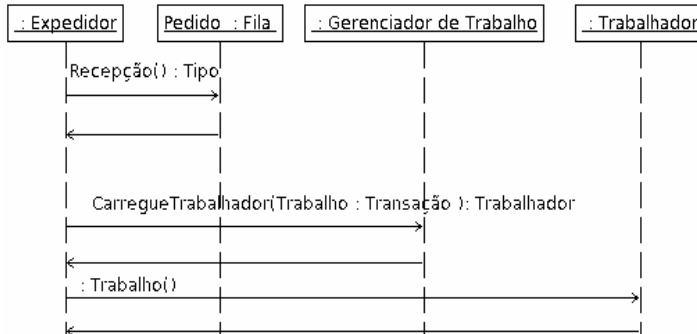 : Expedidor
Pedido : Fila
: Gerenciador de Trabalho
: Trabalhador
Recepção() : Tipo
CarregueTrabalhador(Trabalho : Transação ): Trabalhador
: Trabalho()